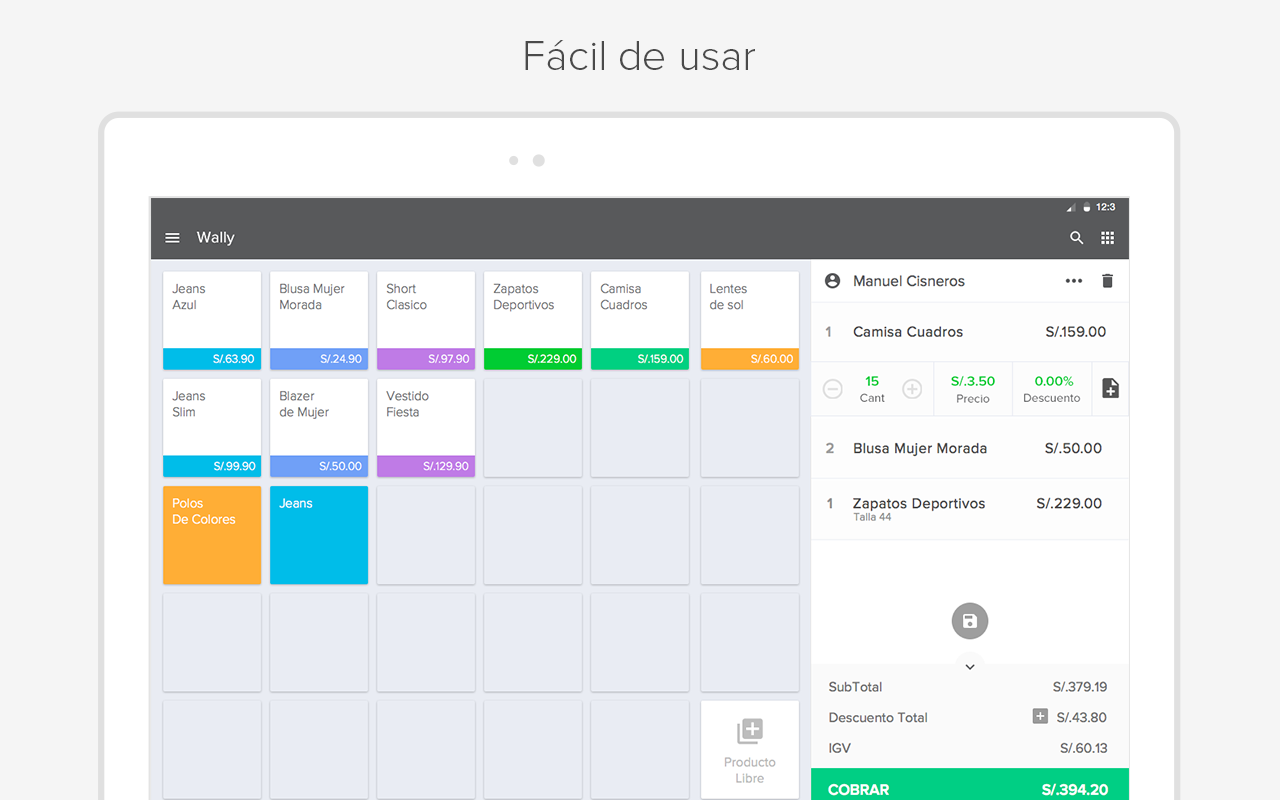 Fácil de usar
12:3
Wally
Jeans
Azul
S/.63.90
Blusa Mujer
Morada
S/.24.90
Short
Clasico
S/.97.90
Zapatos
Deportivos
S/.229.00
Camisa
Cuadros
S/.159.00
Lentes
de sol
S/.60.00
Jeans
Slim
S/.99.90
Blazer
de Mujer
S/.50.00
Vestido
Fiesta
S/.129.90
Polos
De Colores
Jeans
Producto
Libre
Manuel Cisneros
1 Camisa Cuadros S/.159.00
15 S/.3.50 0.00%
Cant Precio Descuento
2 Blusa Mujer Morada S/.50.00
1 Zapatos Deportivos S/.229.00
Talla 44
SubTotal S/.379.19
Descuento Total S/.43.80
IGV S/.60.13
COBRAR S/.394.20